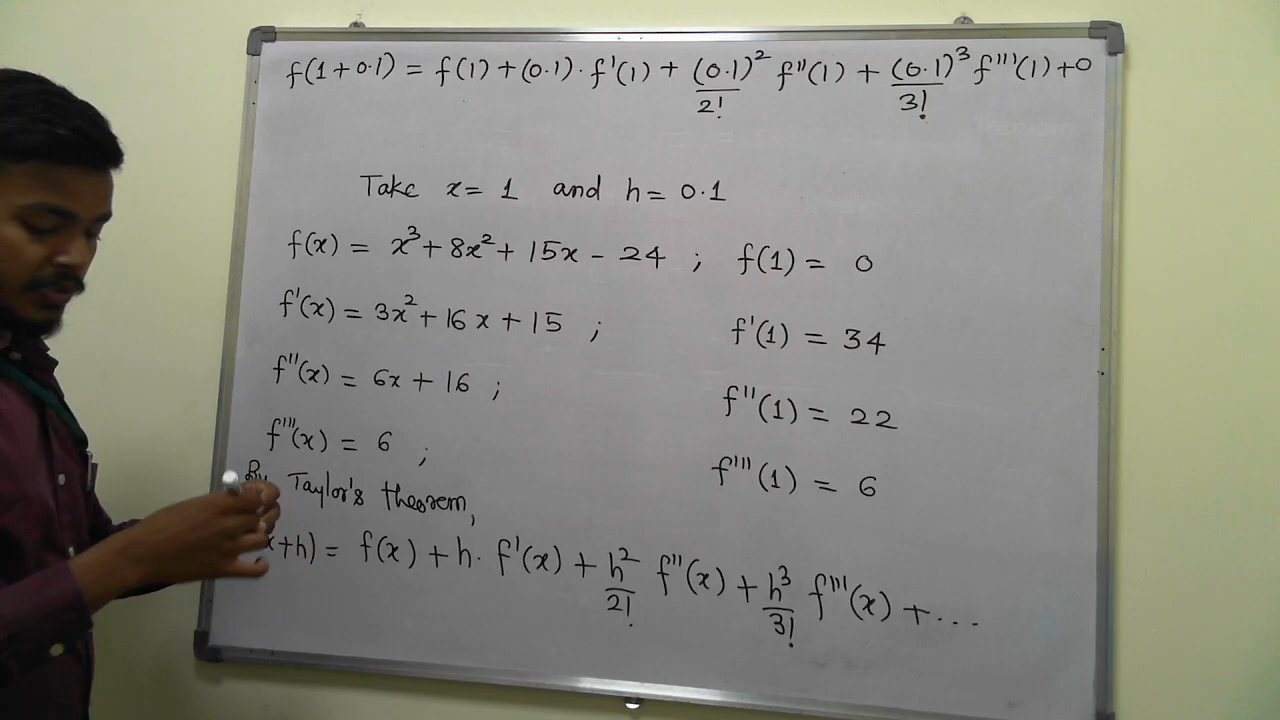 f(1+0.1) = f(1) + (0.1) · f'(1) + (0.1)²/2! f''(1) + (0.1)³/3! f'''(1) + 0
Take x = 1 and h = 0.1
f(x) = x³ + 8x² + 15x - 24 ; f(1) = 0
f'(x) = 3x² + 16x + 15 ; f'(1) = 34
f''(x) = 6x + 16 ; f''(1) = 22
f'''(x) = 6 ; f'''(1) = 6
By Taylor's theorem,
x+h) = f(x) + h · f'(x) + h²/2! f''(x) + h³/3! f'''(x) + ...